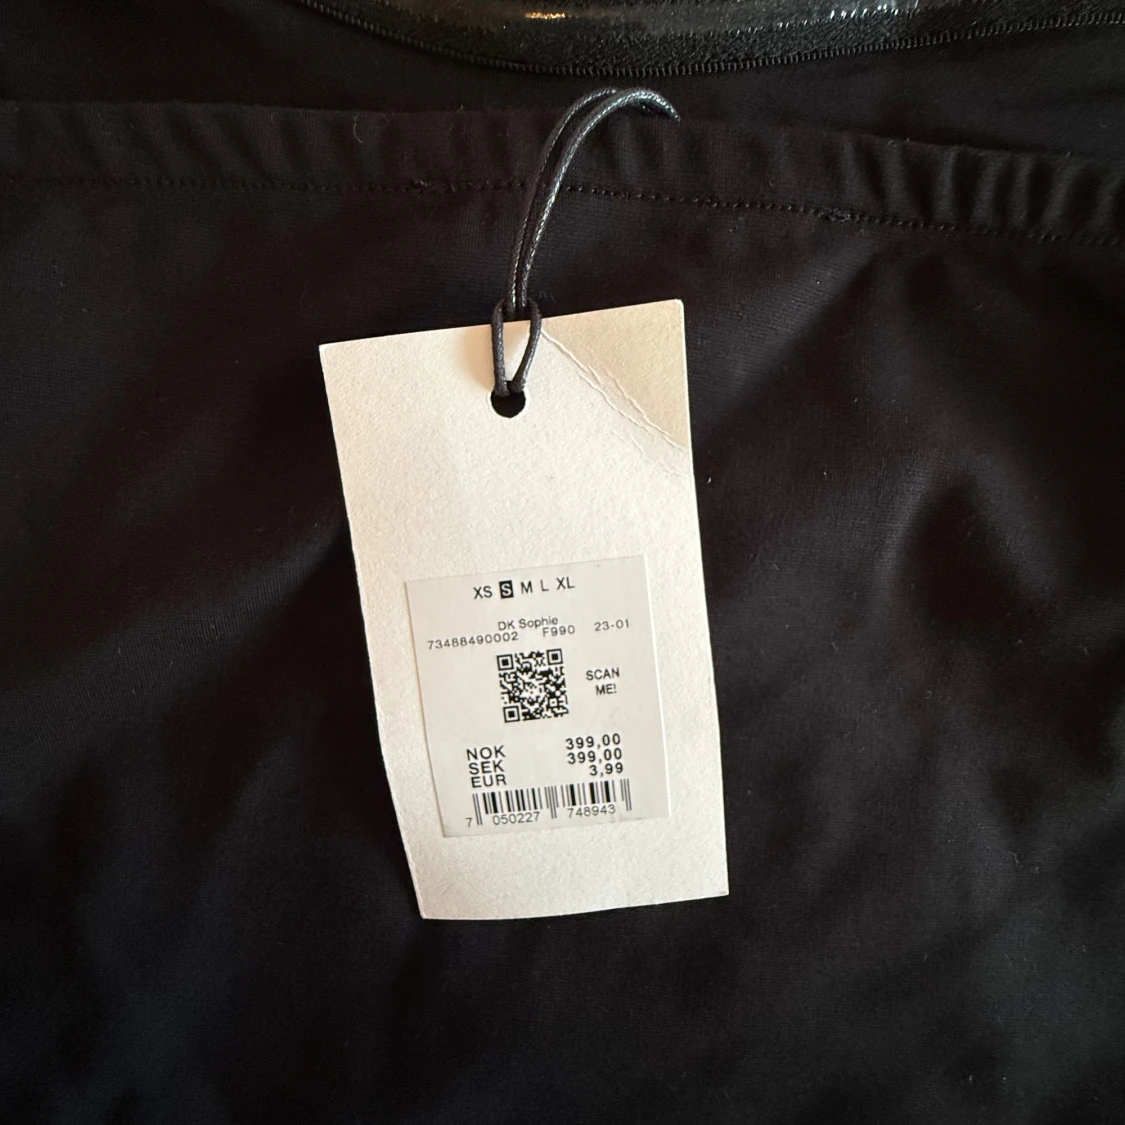 XS S M L XL
DK Sophie
73488490002 F990 23-01
SCAN
ME!
NOK 399,00
SEK 399,00
EUR 3,99
7 050227 748943